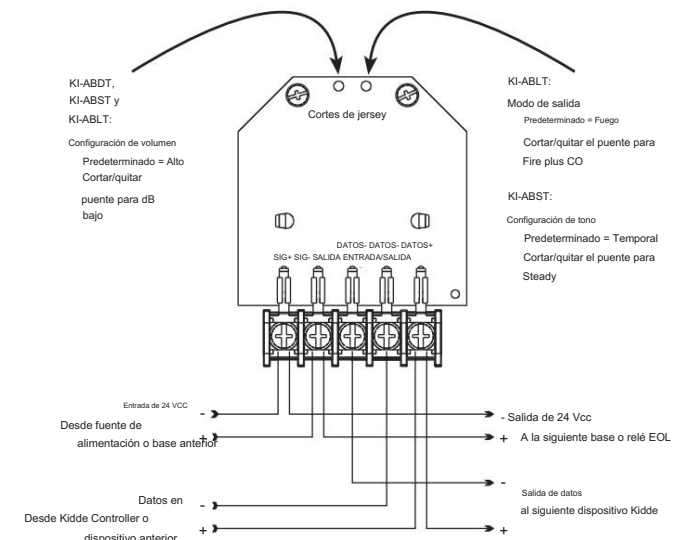 KI-ABDT,
KI-ABST y
KI-ABLT:
Configuración de volumen
Predeterminado = Alto
Cortar/quitar
puente para dB
bajo
Cortes de jersey
KI-ABLT:
Modo de salida
Predeterminado = Fuego
Cortar/quitar el puente para
Fire plus CO
KI-ABST:
Configuración de tono
Predeterminado = Temporal
Cortar/quitar el puente para
Steady
DATOS- DATOS- DATOS+
SIG+ SIG- SALIDA ENTRADA/SALIDA
Entrada de 24 VCC
-
Desde fuente de
alimentación o base anterior
+
- Salida de 24 Vcc
+ A la siguiente base o relé EOL
-
Salida de datos
al siguiente dispositivo Kidde
+
Datos en
-
Desde Kidde Controller o
dispositivo anterior
+